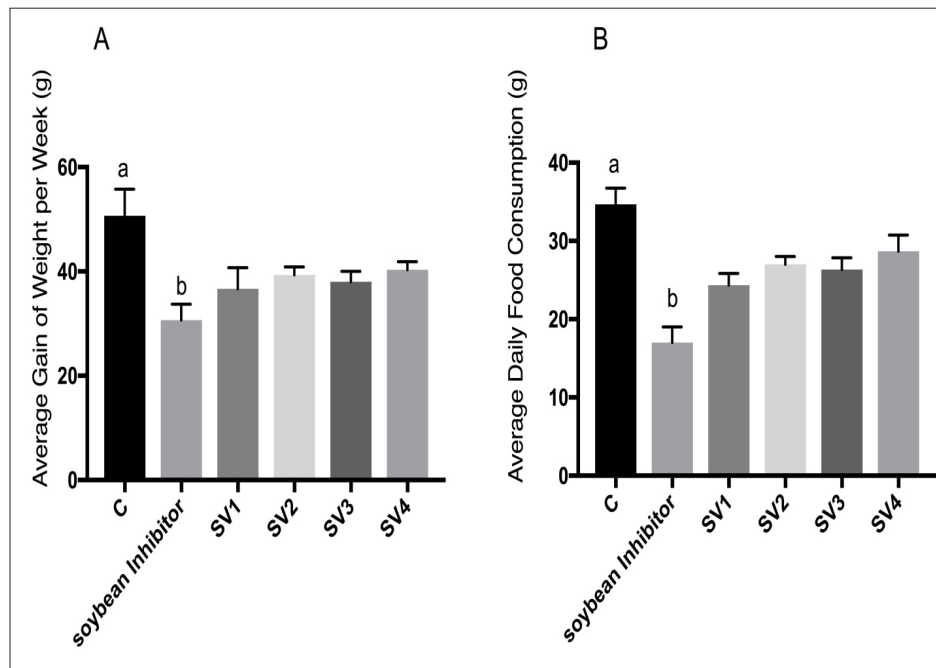 A
Average Gain of Weight per Week (g)
60
40
20
0
a
b
C
soybean Inhibitor
SV1
SV2
SV3
SV4
B
Average Daily Food Consumption (g)
40
30
20
10
0
a
b
C
soybean Inhibitor
SV1
SV2
SV3
SV4